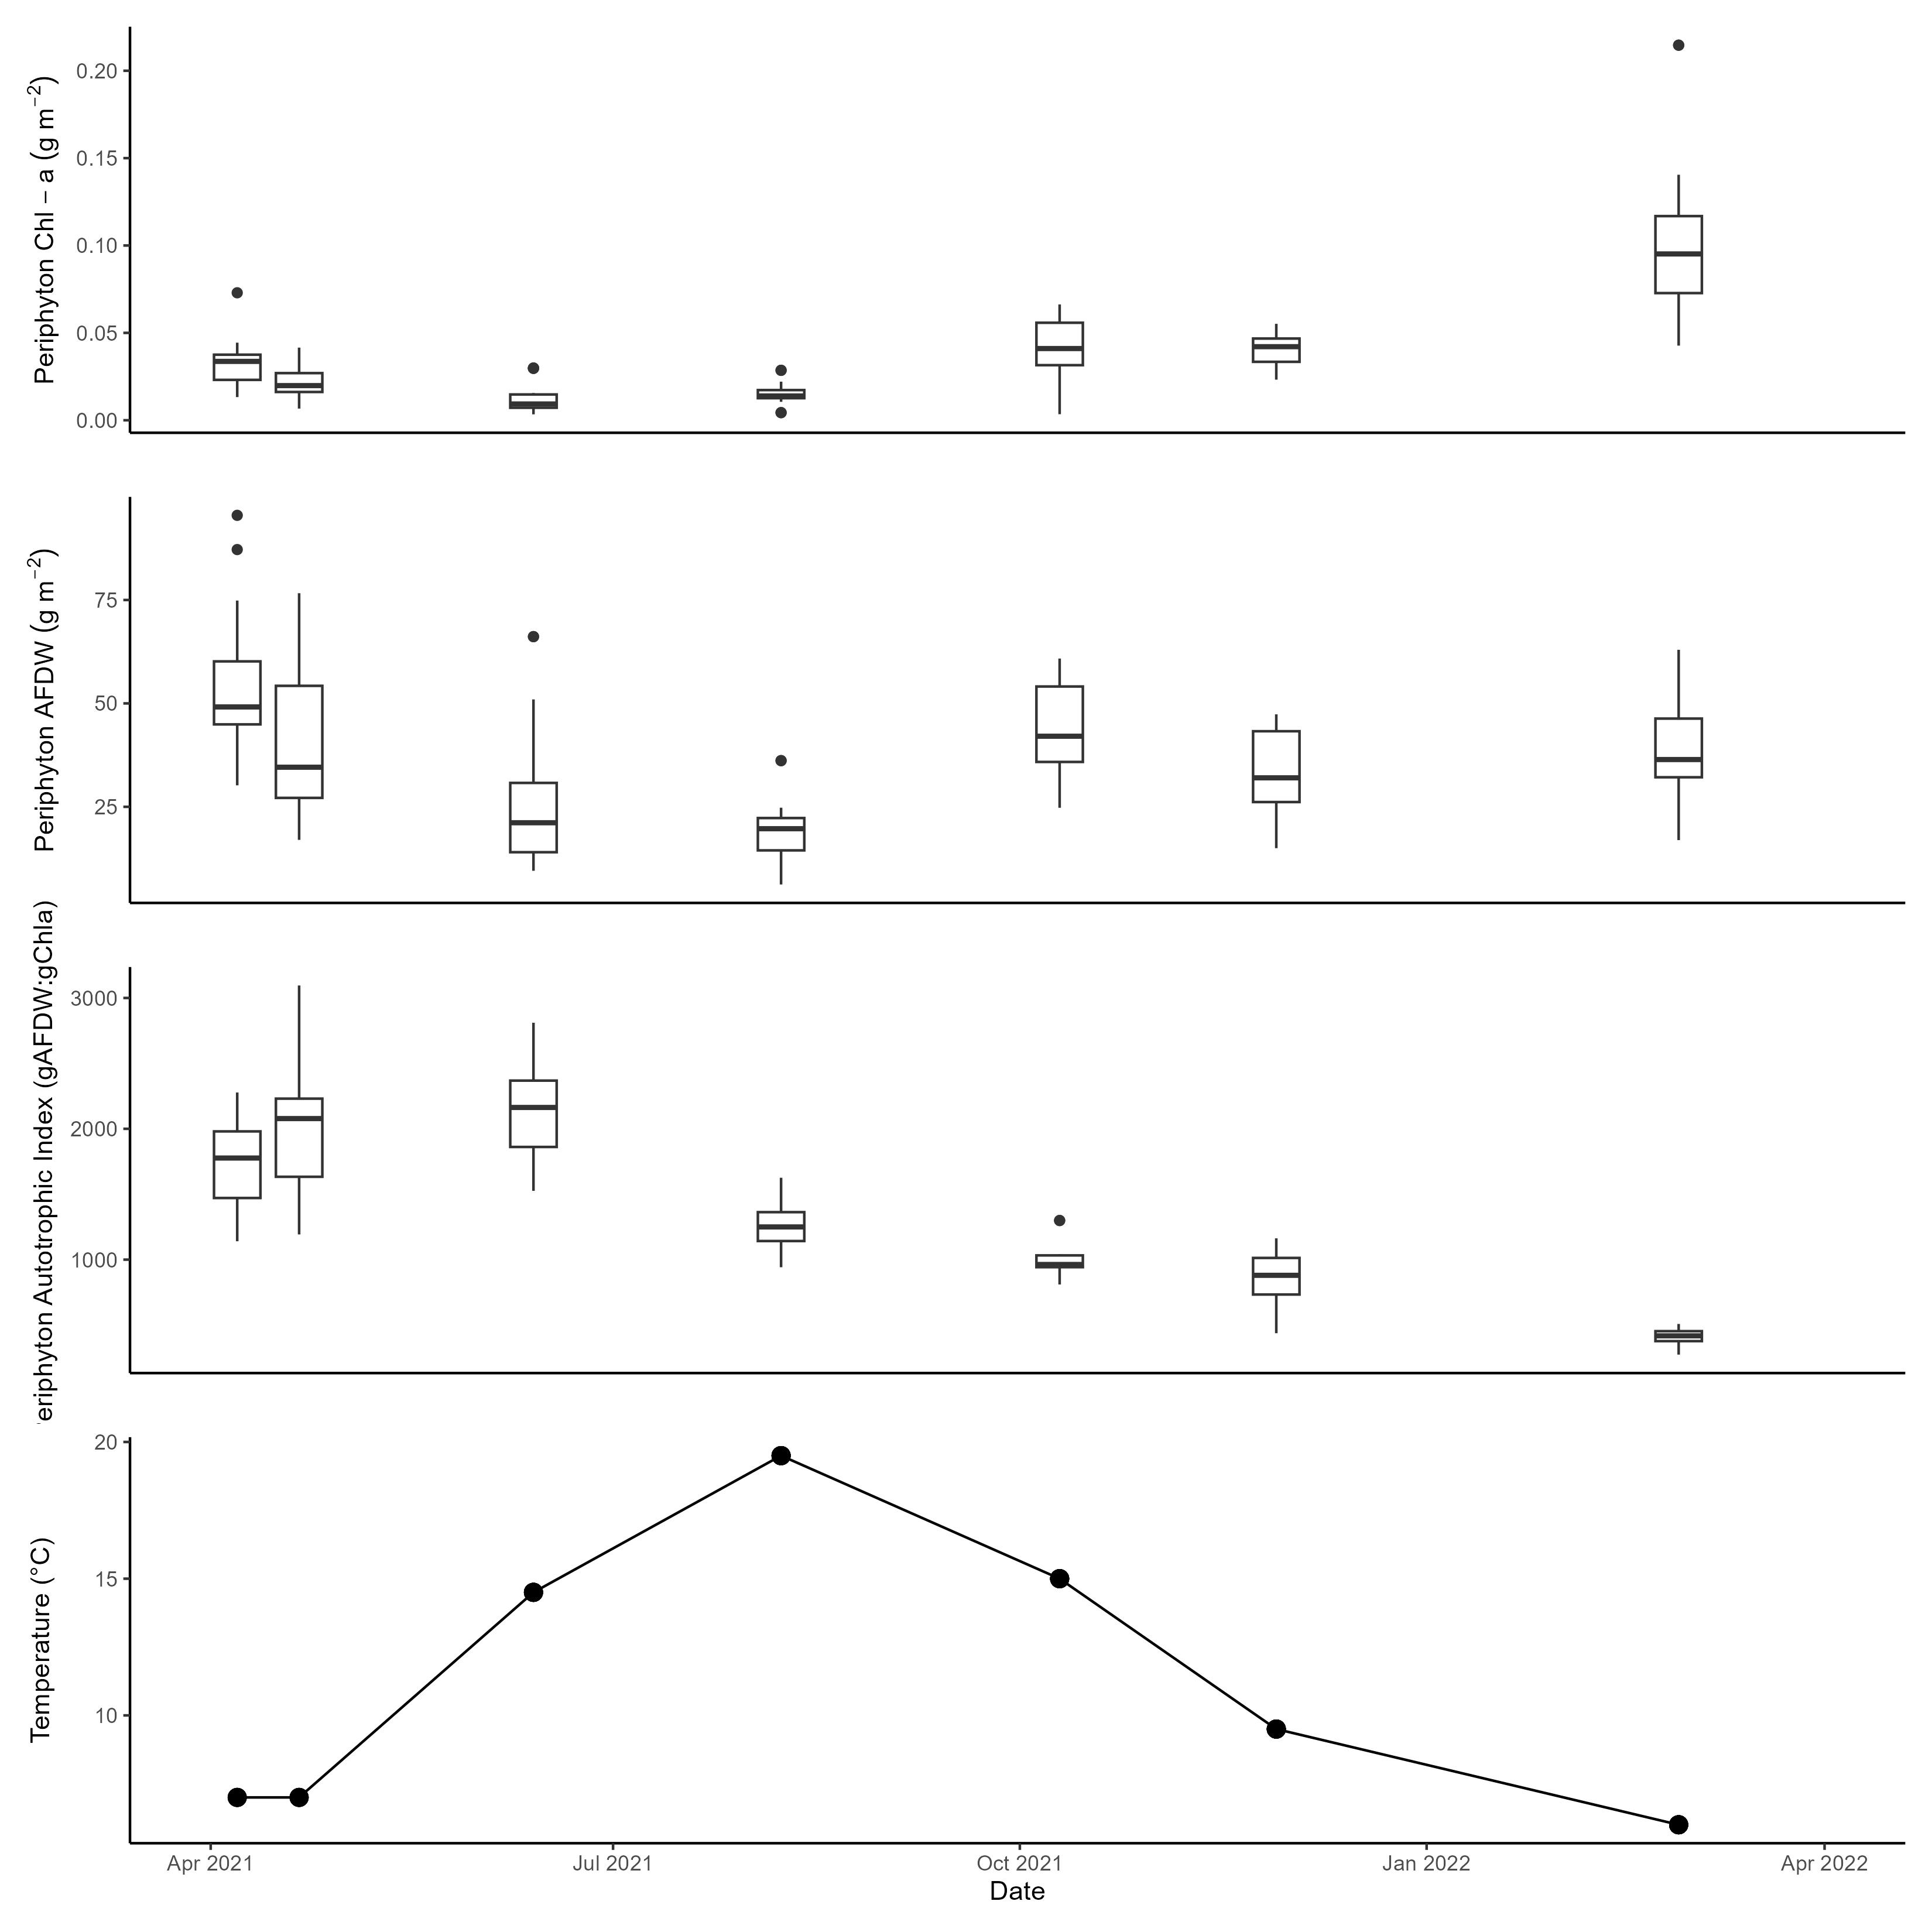 Periphyton Chl − a (g m⁻²)
0.20
0.15
0.10
0.05
0.00
Periphyton AFDW (g m⁻²)
75
50
25
eriphyton Autotrophic Index (gAFDW:gChla)
3000
2000
1000
Temperature (°C)
20
15
10
Apr 2021
Jul 2021
Oct 2021
Jan 2022
Apr 2022
Date